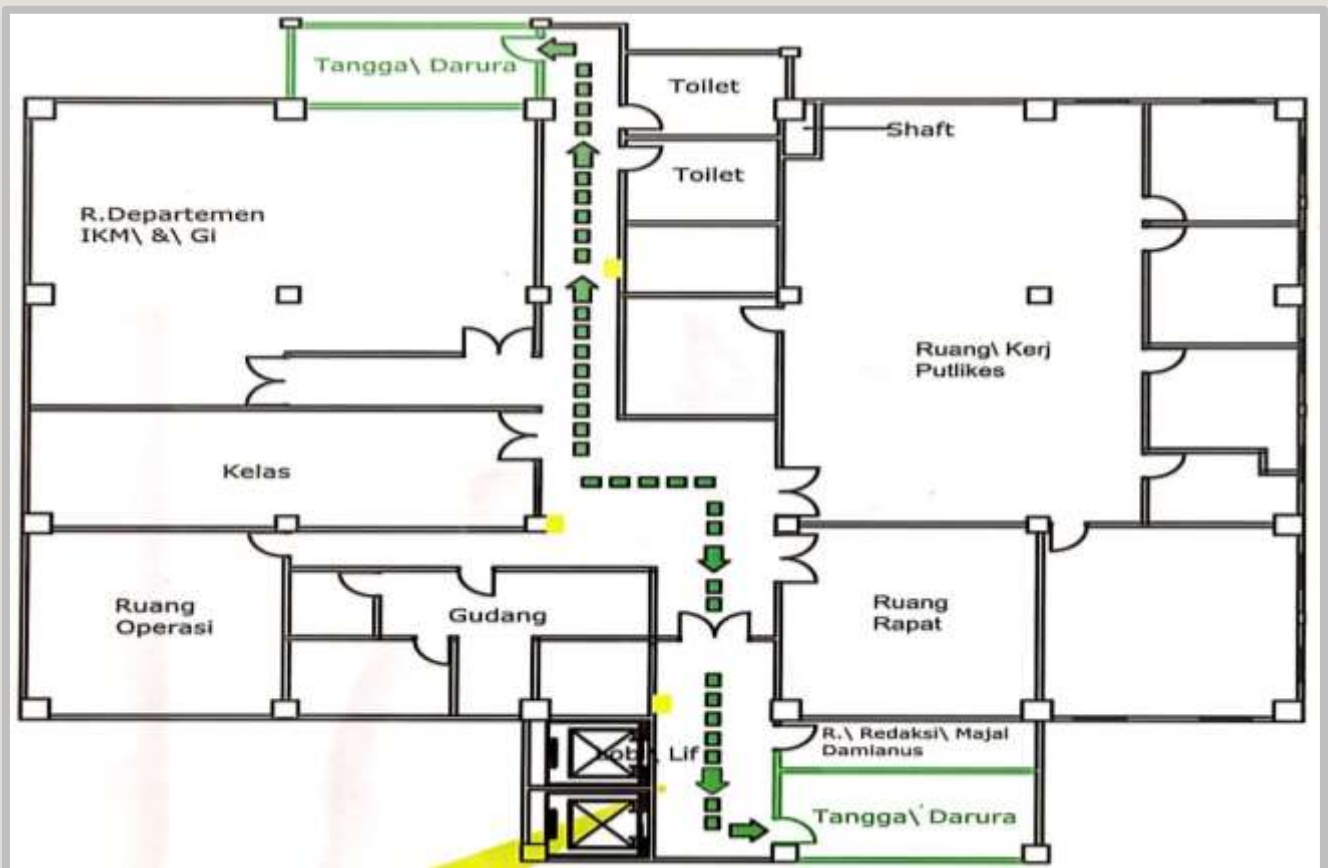 Tangga\ Darura
Toilet
Shaft
Toilet
R.Departemen
IKM\ &\ Gi
Ruang\ Kerj
Putlikes
Kelas
Ruang
Operasi
Gudang
Ruang
Rapat
R.\ Redaksi\ Majal
Damianus
Lif
Tangga\ Darura